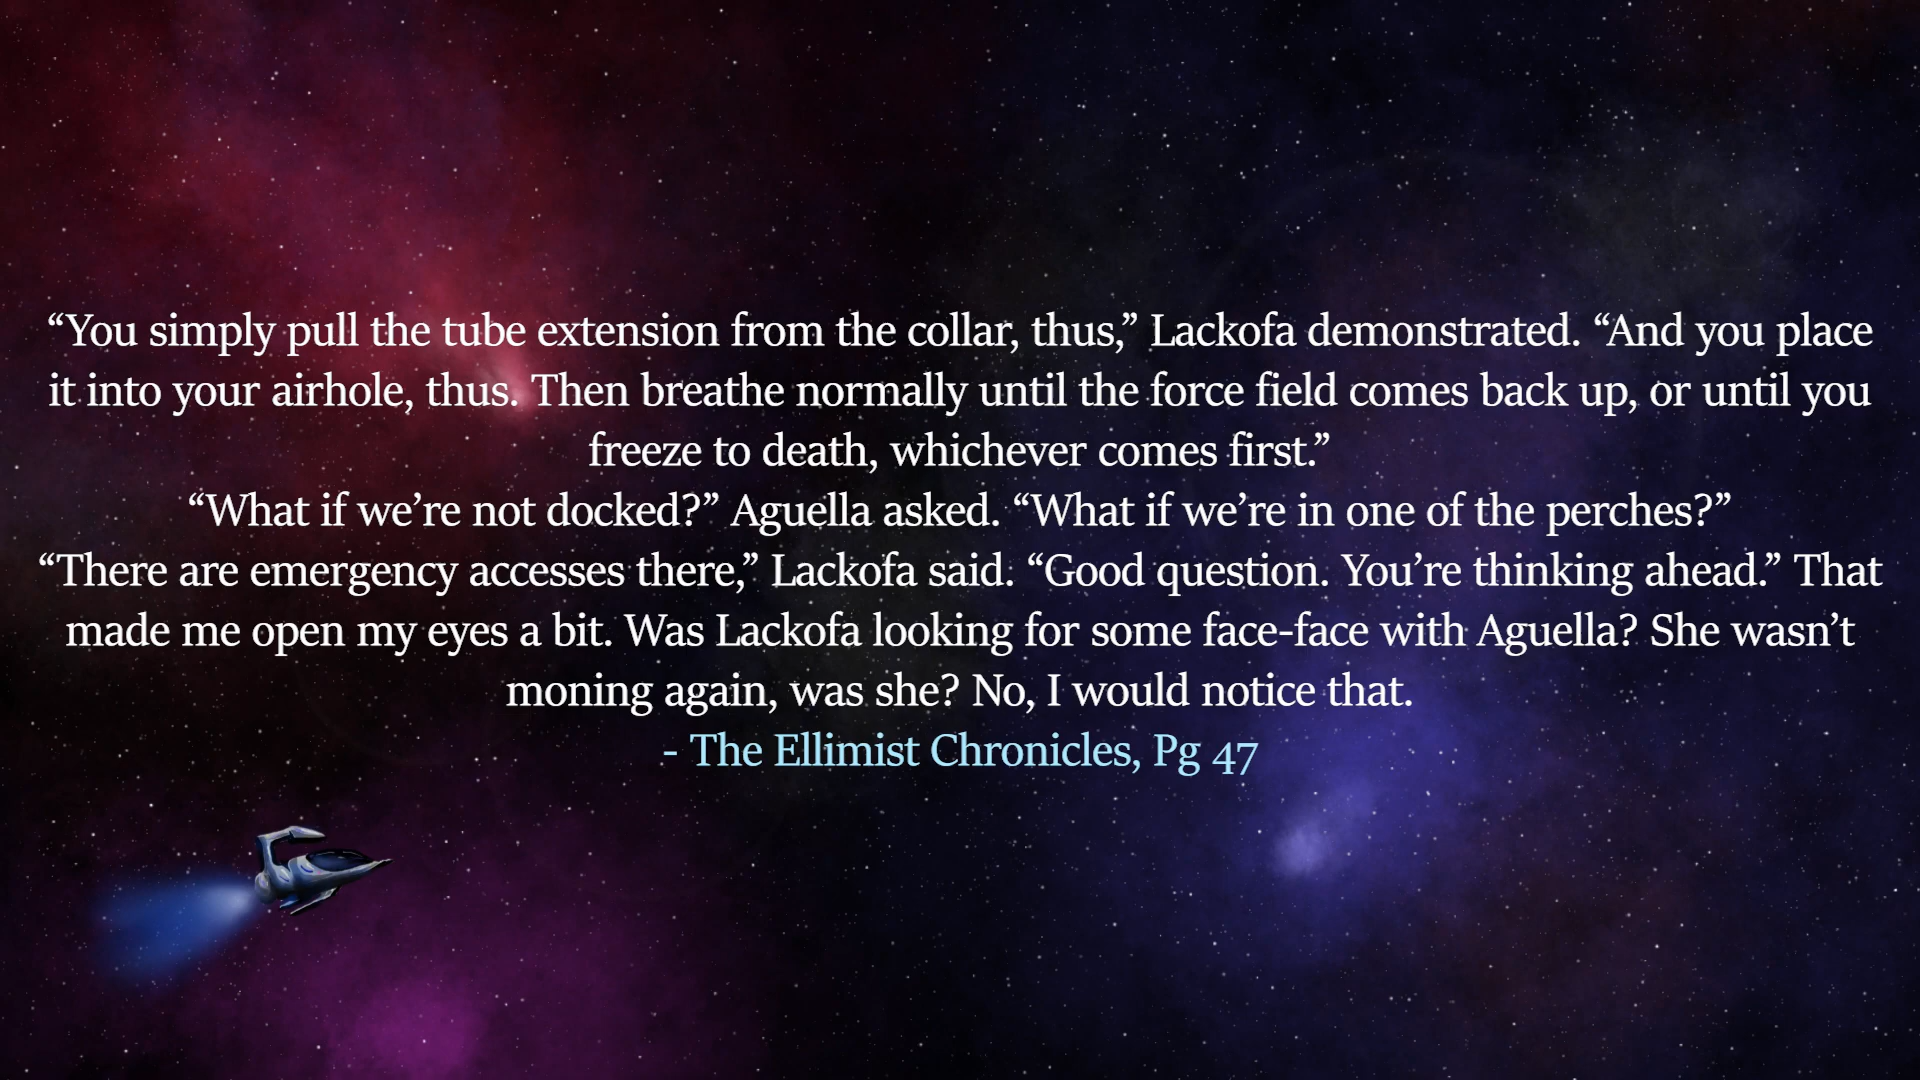 “You simply pull the tube extension from the collar, thus,” Lackofa demonstrated. “And you place
it into your airhole, thus. Then breathe normally until the force field comes back up, or until you
freeze to death, whichever comes first.”
“What if we’re not docked?” Aguella asked. “What if we’re in one of the perches?”
“There are emergency accesses there,” Lackofa said. “Good question. You’re thinking ahead.” That
made me open my eyes a bit. Was Lackofa looking for some face-face with Aguella? She wasn’t
moning again, was she? No, I would notice that.
- The Ellimist Chronicles, Pg 47